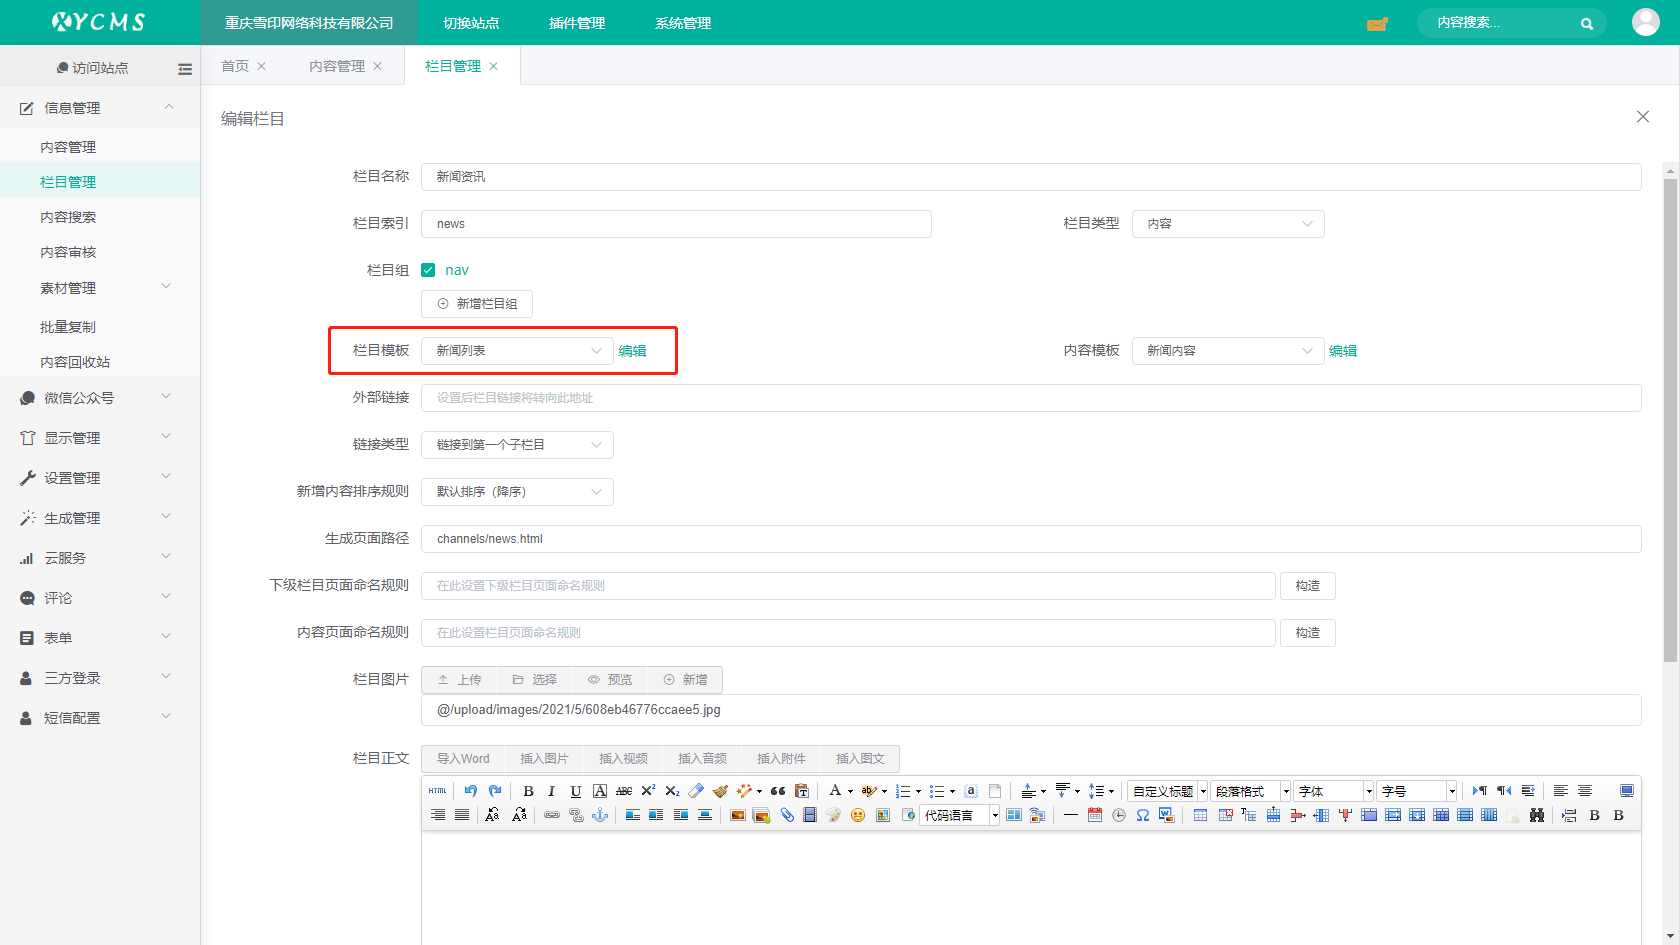 XYCMS
重庆雪印网络科技有限公司 切换站点 插件管理 系统管理 内容搜索...
访问站点
首页 内容管理 栏目管理
信息管理
内容管理
栏目管理
内容搜索
内容审核
素材管理
批量复制
内容回收站
微信公众号
显示管理
设置管理
生成管理
云服务
评论
表单
三方登录
短信配置
编辑栏目
栏目名称 新闻资讯
栏目索引 news 栏目类型 内容
栏目组 nav
新增栏目组
栏目模板 新闻列表 编辑 内容模板 新闻内容 编辑
外部链接 设置后栏目链接将转向此地址
链接类型 链接到第一个子栏目
新增内容排序规则 默认排序（降序）
生成页面路径 channels/news.html
下级栏目页面命名规则 在此设置下级栏目页面命名规则 构造
内容页面命名规则 在此设置栏目页面命名规则 构造
栏目图片 上传 选择 预览 新增
@/upload/images/2021/5/608eb46776ccaee5.jpg
栏目正文 导入Word 插入图片 插入视频 插入音频 插入附件 插入图文
HTML B I U A ABC X² X₂ A ab 自定义标题 段落格式 字体 字号
代码语言 B B